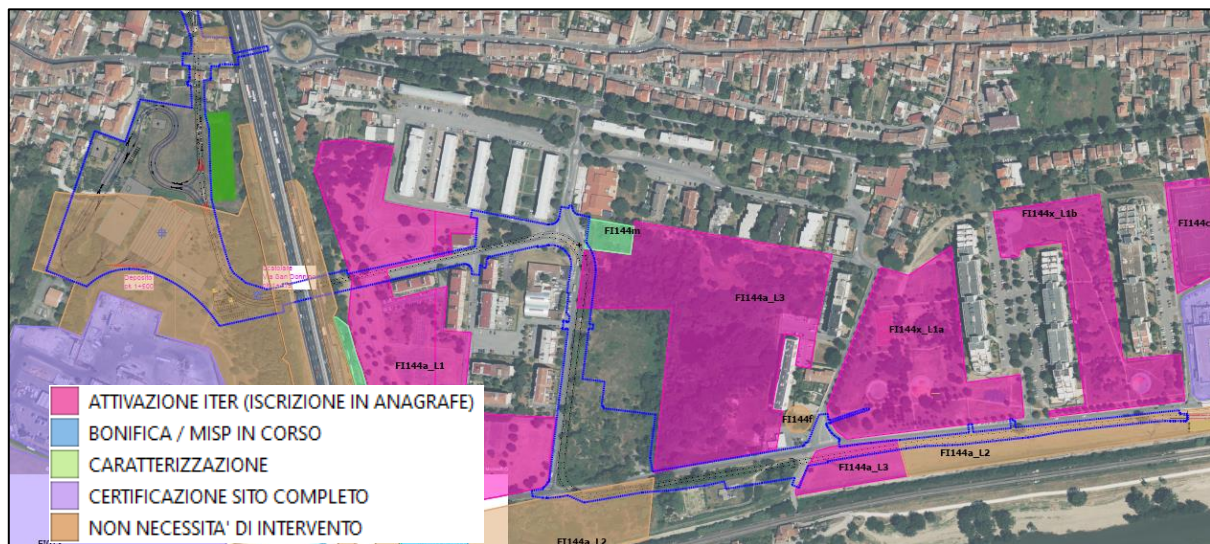 FI144m
FI144x_L1b
FI144c
FI144a_L3
FI144x_L1a
Deposito
FI144a_L1
FI144f
FI144a_L3
FI144a_L2
FI144a_L2
ATTIVAZIONE ITER (ISCRIZIONE IN ANAGRAFE)
BONIFICA / MISP IN CORSO
CARATTERIZZAZIONE
CERTIFICAZIONE SITO COMPLETO
NON NECESSITA' DI INTERVENTO